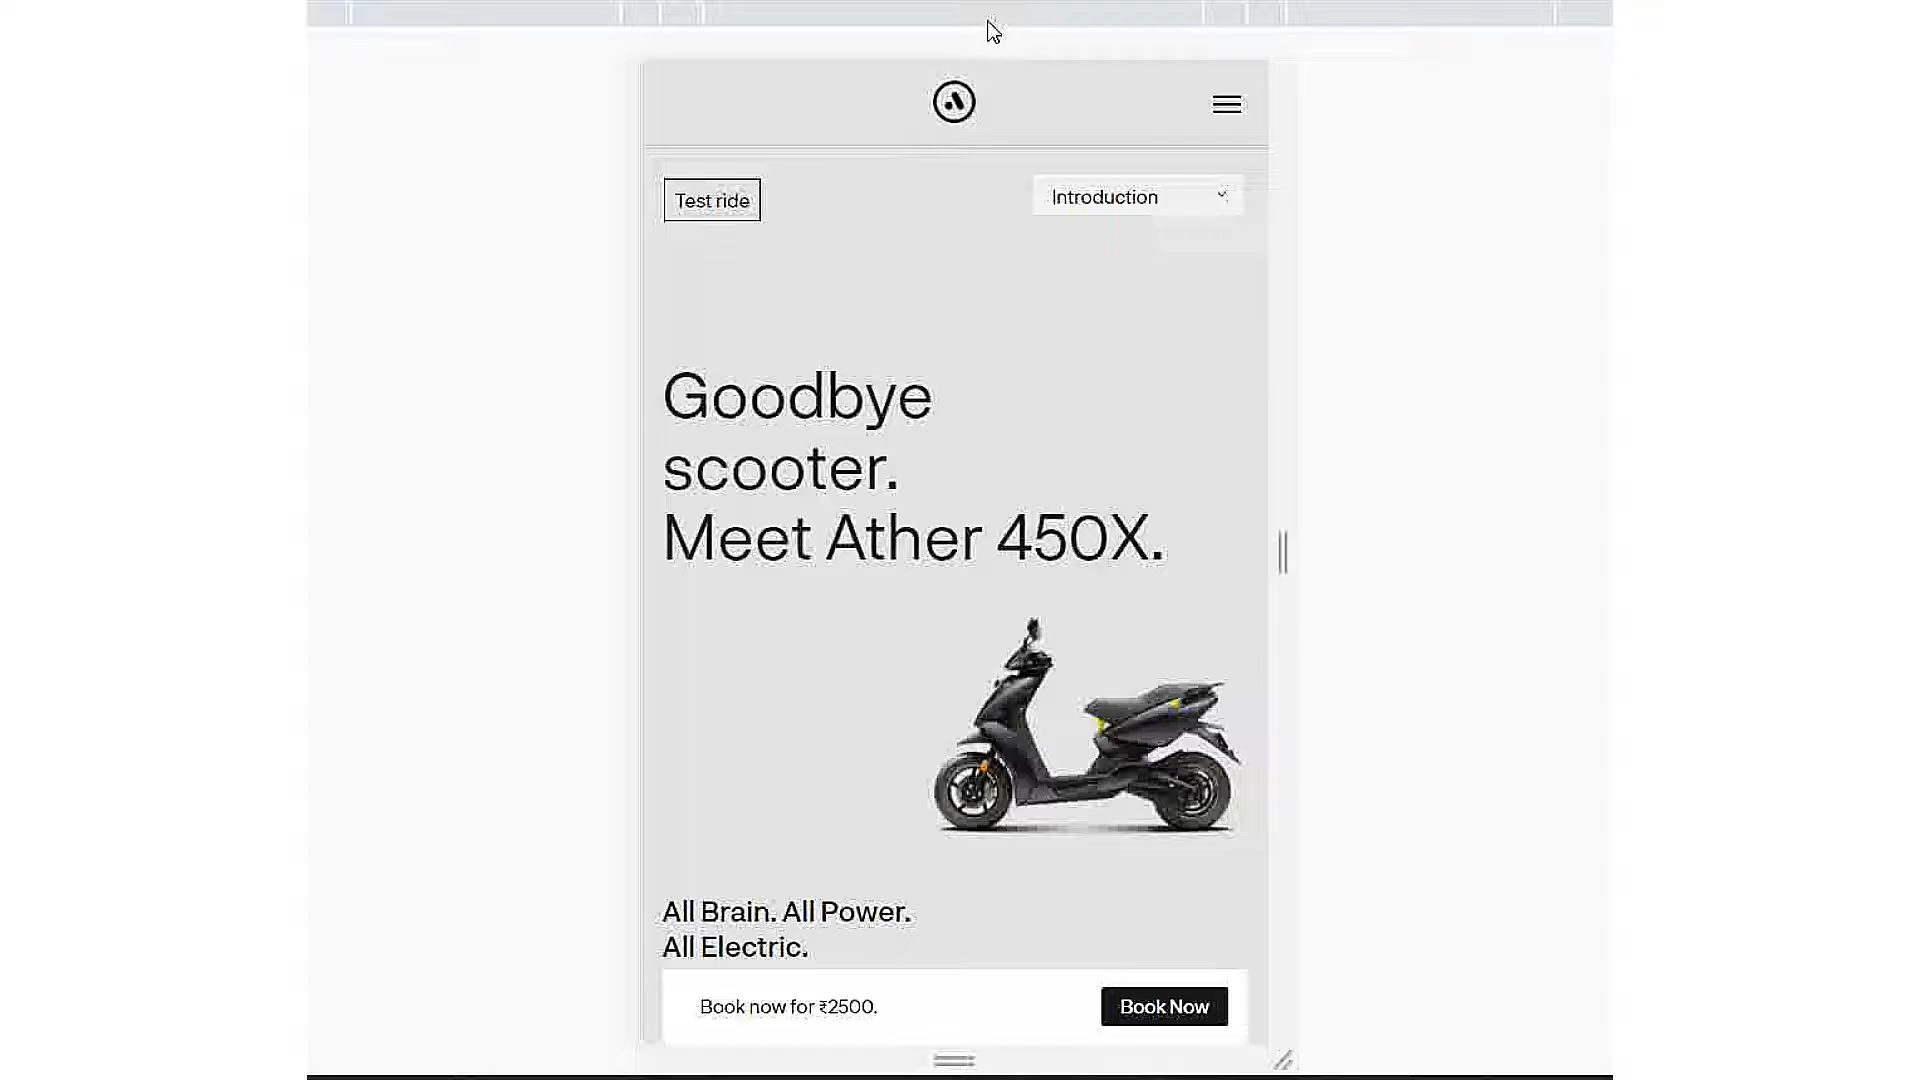 Test ride
Introduction
Goodbye
scooter.
Meet Ather 450X.
All Brain. All Power.
All Electric.
Book now for ₹2500.
Book Now